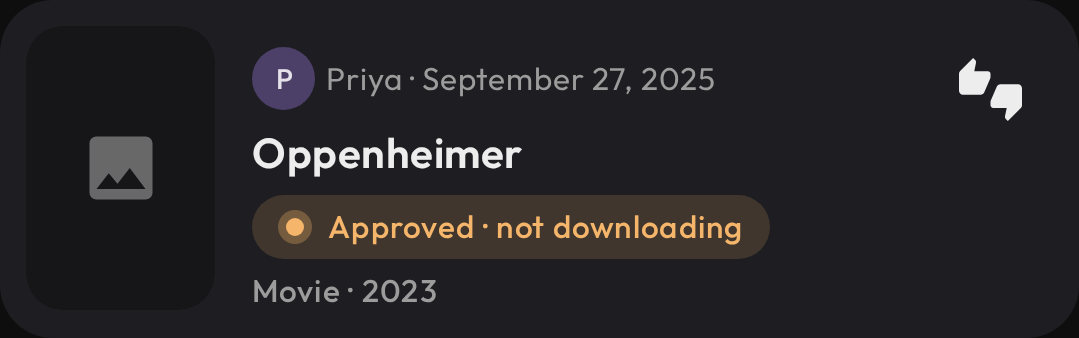 P Priya · September 27, 2025
Oppenheimer
Approved · not downloading
Movie · 2023